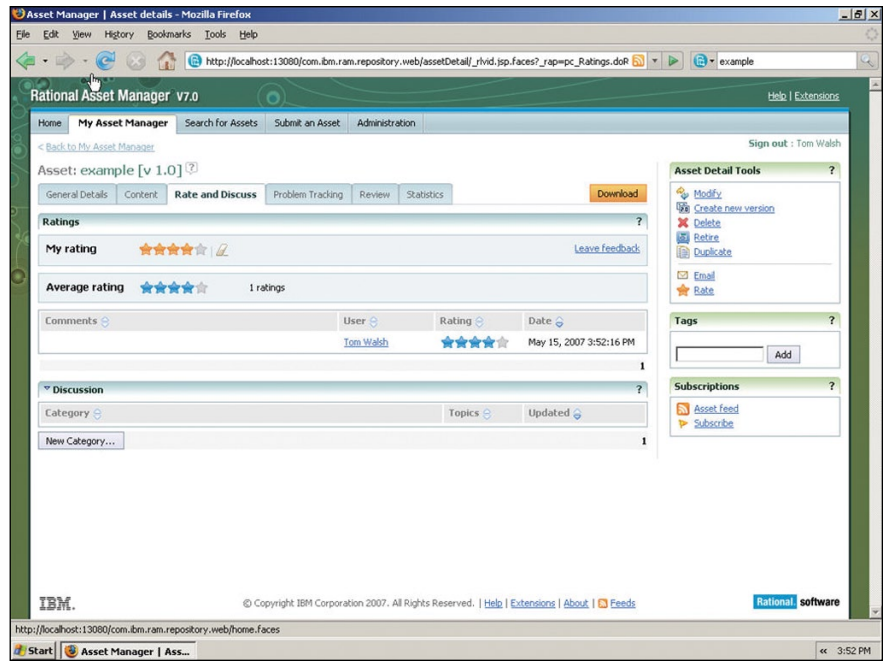 Asset Manager | Asset details - Mozilla Firefox
File Edit View History Bookmarks Tools Help
http://localhost:13080/com.ibm.ram.repository.web/assetDetail/_rlvid.jsp.faces?_rap=pc_Ratings.doR
example
Rational Asset Manager V7.0
Help | Extensions
Home My Asset Manager Search for Assets Submit an Asset Administration
< Back to My Asset Manager
Sign out : Tom Walsh
Asset: example [v 1.0] ?
General Details Content Rate and Discuss Problem Tracking Review Statistics
Download
Ratings ?
My rating
Leave feedback
Average rating 1 ratings
Comments User Rating Date
Tom Walsh May 15, 2007 3:52:16 PM
1
Discussion ?
Category Topics Updated
New Category... 1
Asset Detail Tools ?
Modify
Create new version
Delete
Retire
Duplicate
Email
Rate
Tags ?
Add
Subscriptions ?
Asset feed
Subscribe
IBM.
© Copyright IBM Corporation 2007. All Rights Reserved. | Help | Extensions | About | Feeds
Rational. software
http://localhost:13080/com.ibm.ram.repository.web/home.faces
Start Asset Manager | Ass... « 3:52 PM